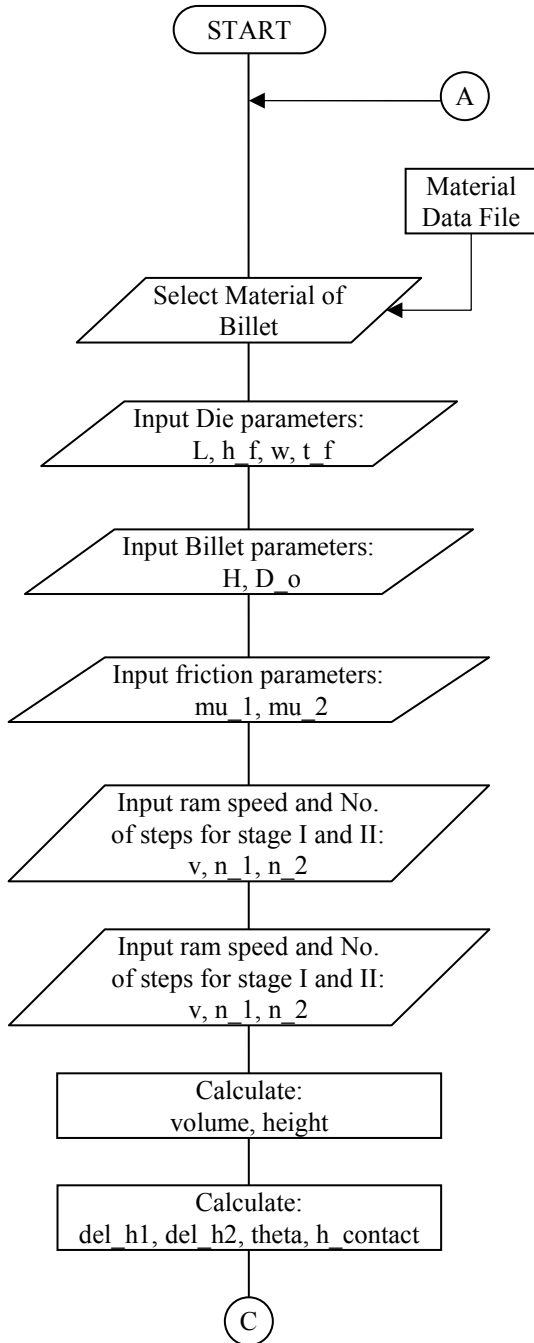 START
A
Material
Data File
Select Material of
Billet
Input Die parameters:
L, h_f, w, t_f
Input Billet parameters:
H, D_o
Input friction parameters:
mu_1, mu_2
Input ram speed and No.
of steps for stage I and II:
v, n_1, n_2
Input ram speed and No.
of steps for stage I and II:
v, n_1, n_2
Calculate:
volume, height
Calculate:
del_h1, del_h2, theta, h_contact
C